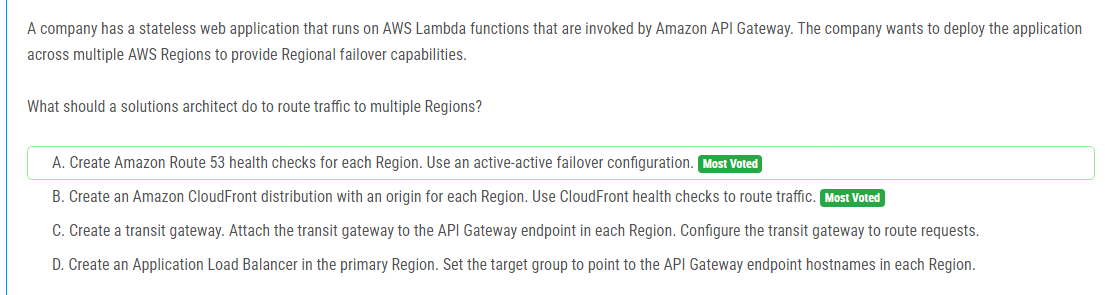 A company has a stateless web application that runs on AWS Lambda functions that are invoked by Amazon API Gateway. The company wants to deploy the application
across multiple AWS Regions to provide Regional failover capabilities.
What should a solutions architect do to route traffic to multiple Regions?
A. Create Amazon Route 53 health checks for each Region. Use an active-active failover configuration. Most Voted
B. Create an Amazon CloudFront distribution with an origin for each Region. Use CloudFront health checks to route traffic. Most Voted
C. Create a transit gateway. Attach the transit gateway to the API Gateway endpoint in each Region. Configure the transit gateway to route requests.
D. Create an Application Load Balancer in the primary Region. Set the target group to point to the API Gateway endpoint hostnames in each Region.